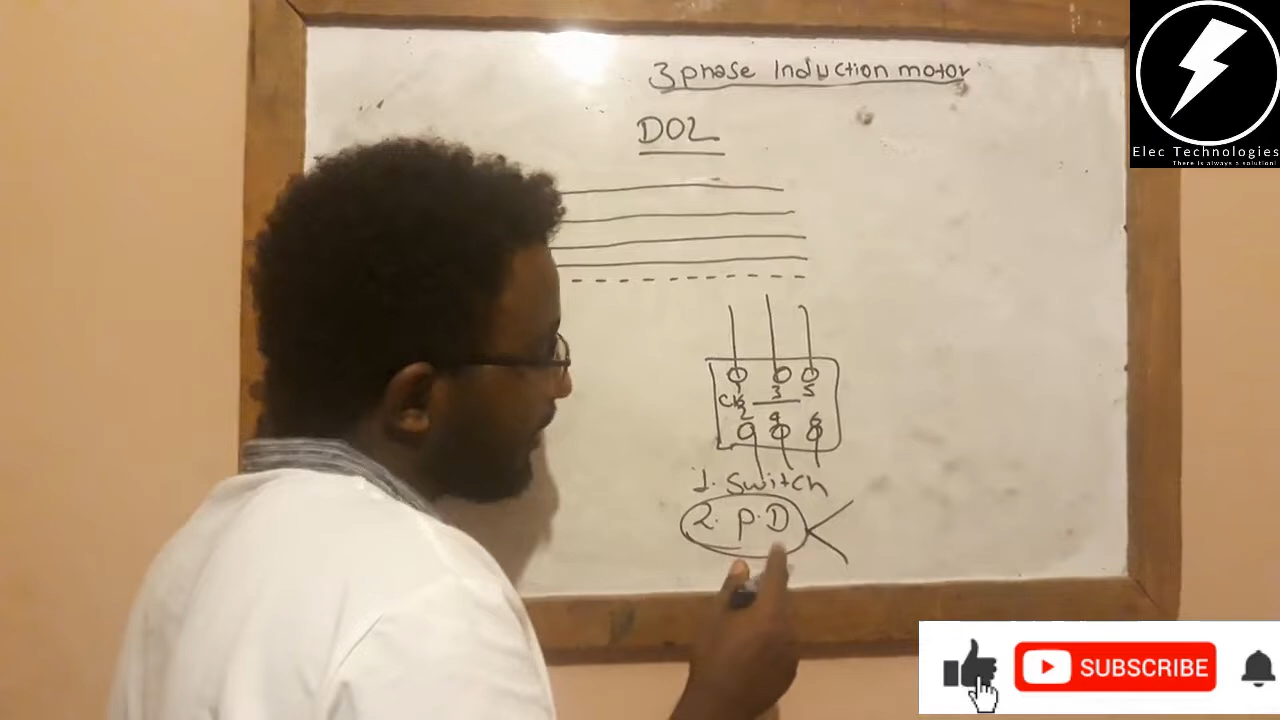 3 phase Induction motor
DOL
1 3 5
CB
2 4 6
1. Switch
2. P.D
Elec Technologies
There is always a solution!
SUBSCRIBE